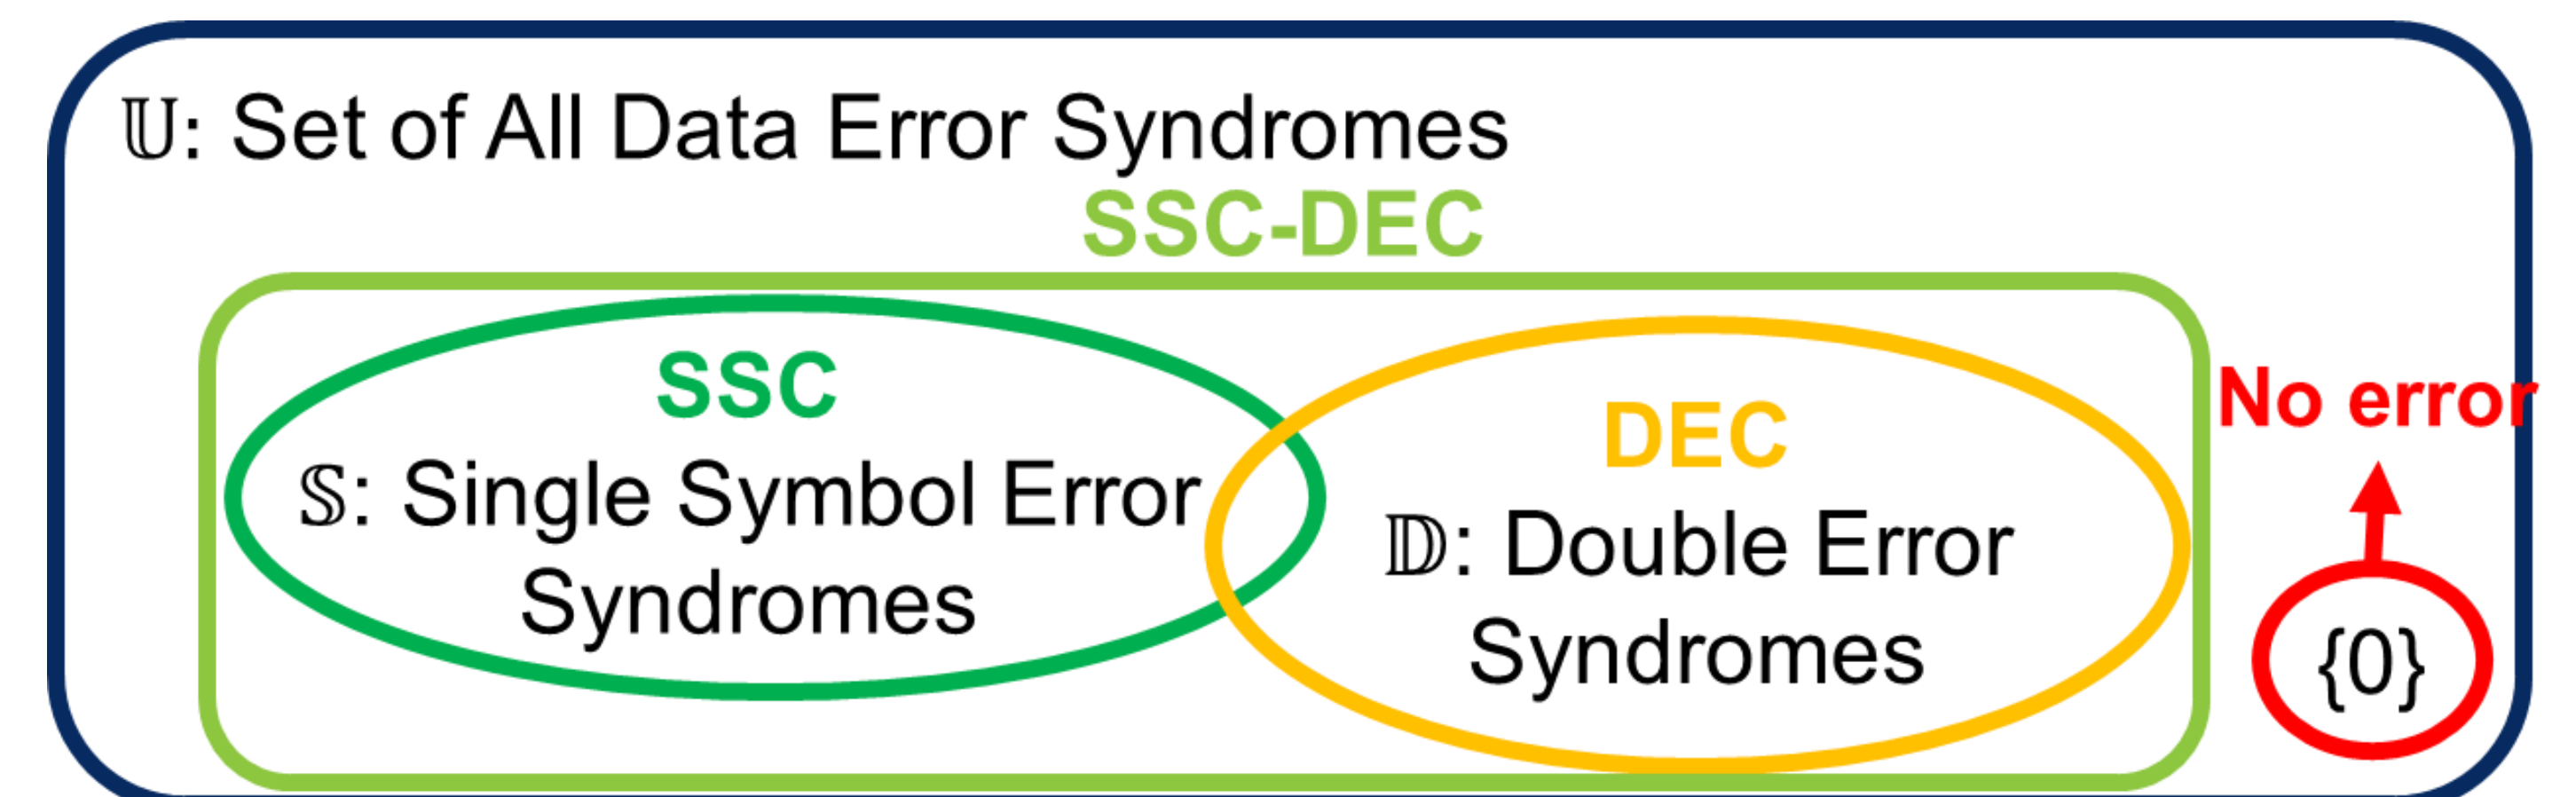 𝕌: Set of All Data Error Syndromes
SSC-DEC
SSC
𝕊: Single Symbol Error
Syndromes
DEC
𝔻: Double Error
Syndromes
No error
{0}